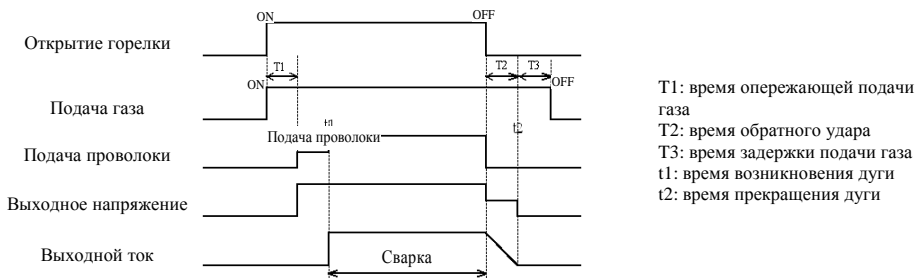 ON
OFF
Открытие горелки
T1
T2
T3
ON
OFF
Подача газа
t1
t2
Подача проволоки
Подача проволоки
Выходное напряжение
Выходной ток
Сварка
T1: время опережающей подачи
газа
T2: время обратного удара
T3: время задержки подачи газа
t1: время возникновения дуги
t2: время прекращения дуги